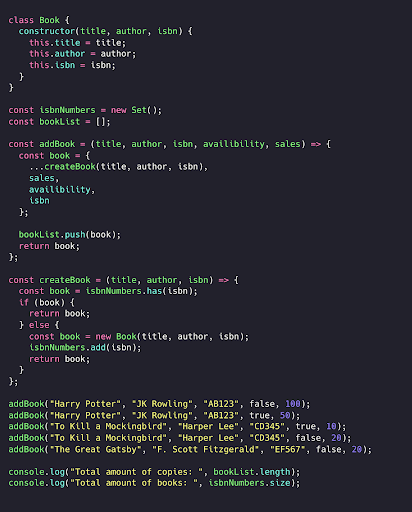 class Book {
  constructor(title, author, isbn) {
    this.title = title;
    this.author = author;
    this.isbn = isbn;
  }
}

const isbnNumbers = new Set();
const bookList = [];

const addBook = (title, author, isbn, availibility, sales) => {
  const book = {
    ...createBook(title, author, isbn),
    sales,
    availibility,
    isbn
  };

  bookList.push(book);
  return book;
};

const createBook = (title, author, isbn) => {
  const book = isbnNumbers.has(isbn);
  if (book) {
    return book;
  } else {
    const book = new Book(title, author, isbn);
    isbnNumbers.add(isbn);
    return book;
  }
};

addBook("Harry Potter", "JK Rowling", "AB123", false, 100);
addBook("Harry Potter", "JK Rowling", "AB123", true, 50);
addBook("To Kill a Mockingbird", "Harper Lee", "CD345", true, 10);
addBook("To Kill a Mockingbird", "Harper Lee", "CD345", false, 20);
addBook("The Great Gatsby", "F. Scott Fitzgerald", "EF567", false, 20);

console.log("Total amount of copies: ", bookList.length);
console.log("Total amount of books: ", isbnNumbers.size);